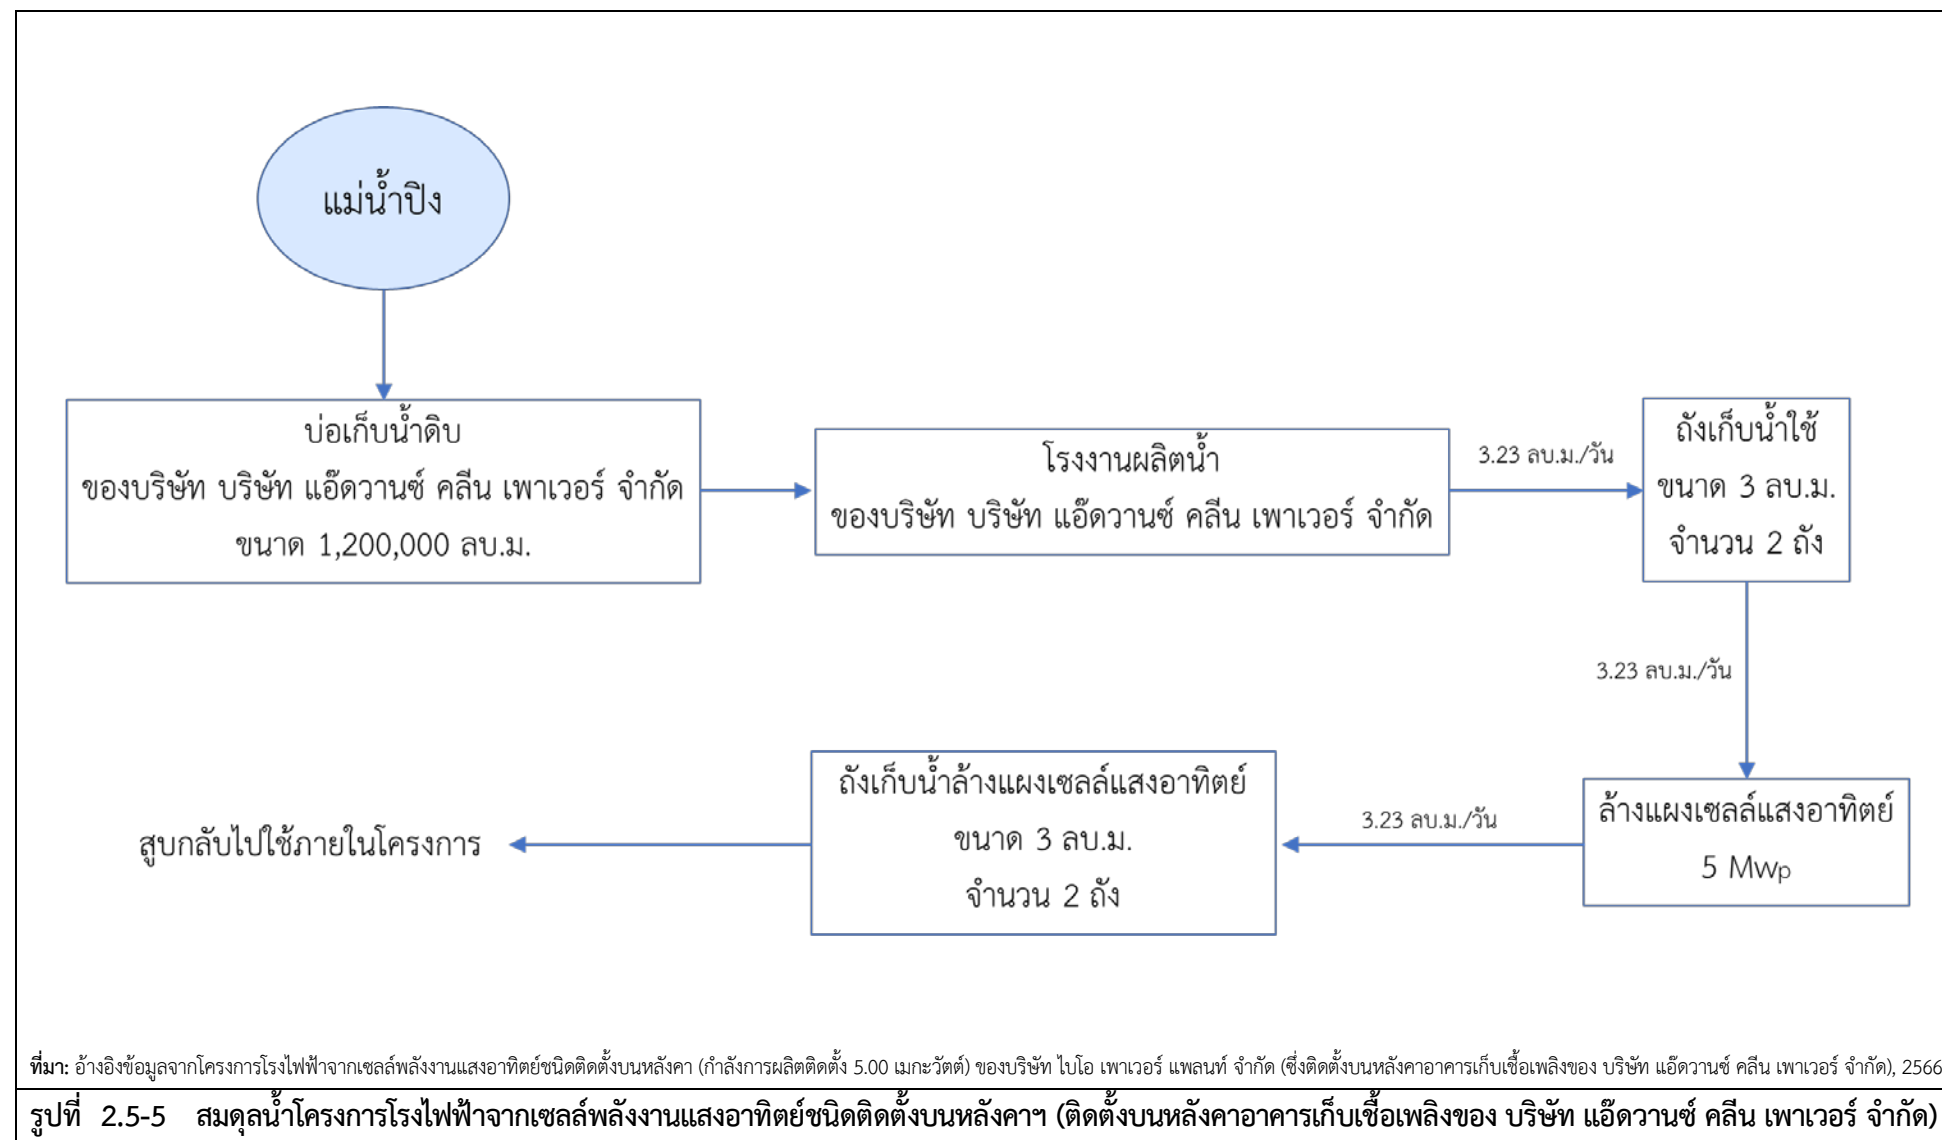 แม่น้ำปิง
บ่อเก็บน้ำดิบ
ของบริษัท บริษัท แอ๊ดวานซ์ คลีน เพาเวอร์ จำกัด
ขนาด 1,200,000 ลบ.ม.
โรงงานผลิตน้ำ
ของบริษัท บริษัท แอ๊ดวานซ์ คลีน เพาเวอร์ จำกัด
3.23 ลบ.ม./วัน
ถังเก็บน้ำใช้
ขนาด 3 ลบ.ม.
จำนวน 2 ถัง
3.23 ลบ.ม./วัน
ล้างแผงเซลล์แสงอาทิตย์
5 Mwp
3.23 ลบ.ม./วัน
ถังเก็บน้ำล้างแผงเซลล์แสงอาทิตย์
ขนาด 3 ลบ.ม.
จำนวน 2 ถัง
สูบกลับไปใช้ภายในโครงการ
ที่มา: อ้างอิงข้อมูลจากโครงการโรงไฟฟ้าจากเซลล์พลังงานแสงอาทิตย์ชนิดติดตั้งบนหลังคา (กำลังการผลิตติดตั้ง 5.00 เมกะวัตต์) ของบริษัท ไบโอ เพาเวอร์ แพลนท์ จำกัด (ซึ่งติดตั้งบนหลังคาอาคารเก็บเชื้อเพลิงของ บริษัท แอ๊ดวานซ์ คลีน เพาเวอร์ จำกัด), 2566
รูปที่ 2.5-5 สมดุลน้ำโครงการโรงไฟฟ้าจากเซลล์พลังงานแสงอาทิตย์ชนิดติดตั้งบนหลังคาฯ (ติดตั้งบนหลังคาอาคารเก็บเชื้อเพลิงของ บริษัท แอ๊ดวานซ์ คลีน เพาเวอร์ จำกัด)